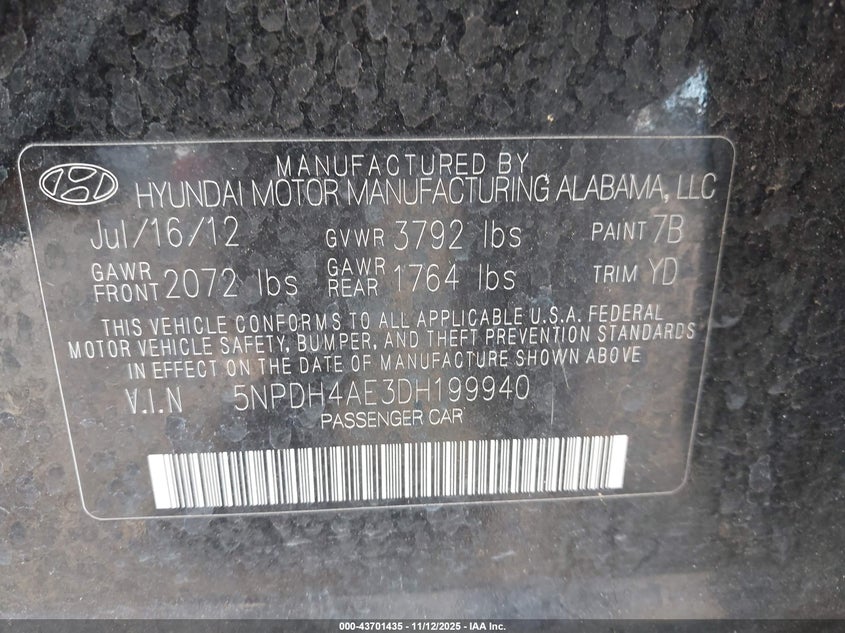 MANUFACTURED BY
HYUNDAI MOTOR MANUFACTURING ALABAMA, LLC
Jul/16/12 GVWR 3792 lbs PAINT 7B
GAWR FRONT 2072 lbs GAWR REAR 1764 lbs TRIM YD
THIS VEHICLE CONFORMS TO ALL APPLICABLE U.S.A. FEDERAL
MOTOR VEHICLE SAFETY, BUMPER, AND THEFT PREVENTION STANDARDS
IN EFFECT ON THE DATE OF MANUFACTURE SHOWN ABOVE
V.I.N 5NPDH4AE3DH199940
PASSENGER CAR
000-43701435 - 11/12/2025 - IAA Inc.